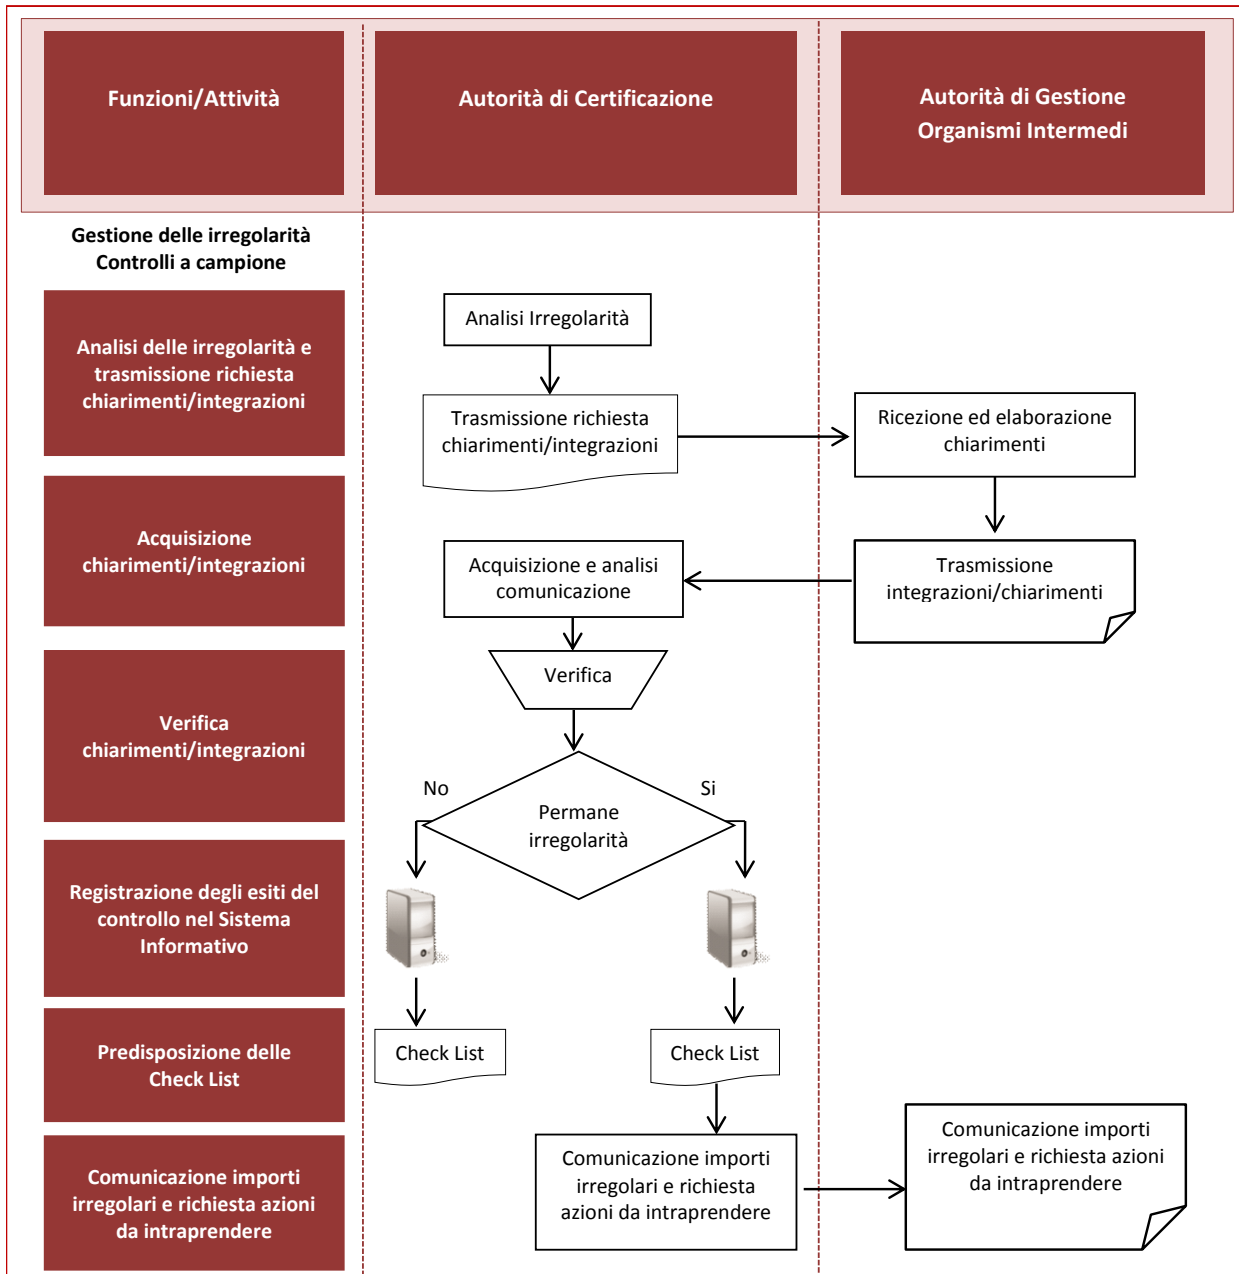 Funzioni/Attività
Autorità di Certificazione
Autorità di Gestione
Organismi Intermedi
Gestione delle irregolarità
Controlli a campione
Analisi delle irregolarità e
trasmissione richiesta
chiarimenti/integrazioni
Analisi Irregolarità
Trasmissione richiesta
chiarimenti/integrazioni
Ricezione ed elaborazione
chiarimenti
Acquisizione
chiarimenti/integrazioni
Acquisizione e analisi
comunicazione
Trasmissione
integrazioni/chiarimenti
Verifica
chiarimenti/integrazioni
Verifica
No
Si
Permane
irregolarità
Registrazione degli esiti del
controllo nel Sistema
Informativo
Predisposizione delle
Check List
Check List
Check List
Comunicazione importi
irregolari e richiesta azioni
da intraprendere
Comunicazione importi
irregolari e richiesta
azioni da intraprendere
Comunicazione importi
irregolari e richiesta azioni
da intraprendere